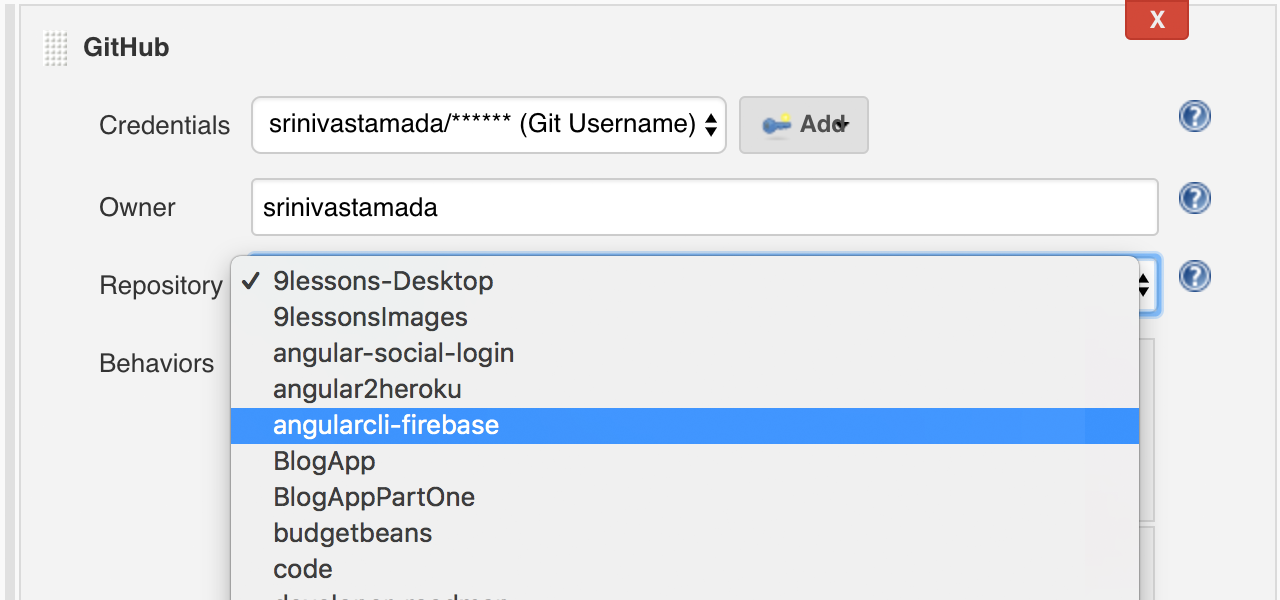 X
GitHub
Credentials srinivastamada/****** (Git Username) Add
Owner srinivastamada
Repository ✓ 9lessons-Desktop
9lessonsImages
Behaviors angular-social-login
angular2heroku
angularcli-firebase
BlogApp
BlogAppPartOne
budgetbeans
code